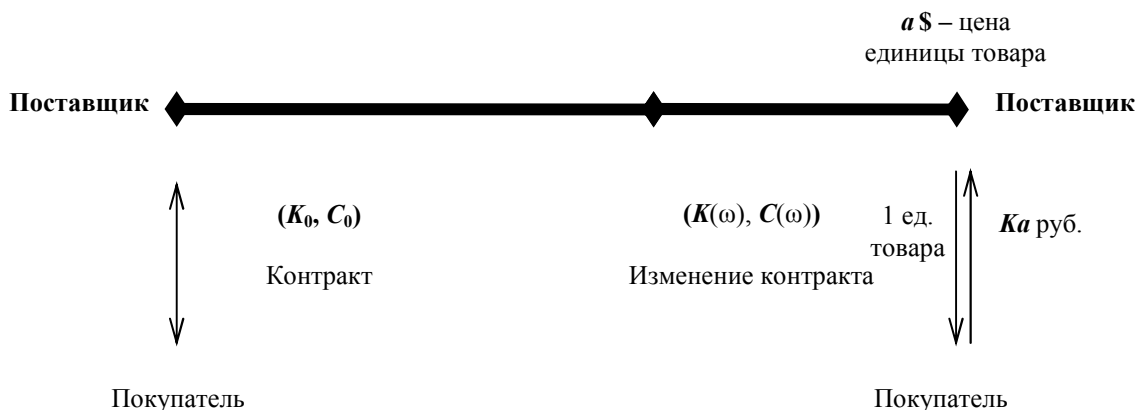 a $ – цена
единицы товара
Поставщик
Поставщик
(K₀, C₀)
(K(ω), C(ω))
1 ед.
товара
Ka руб.
Контракт
Изменение контракта
Покупатель
Покупатель